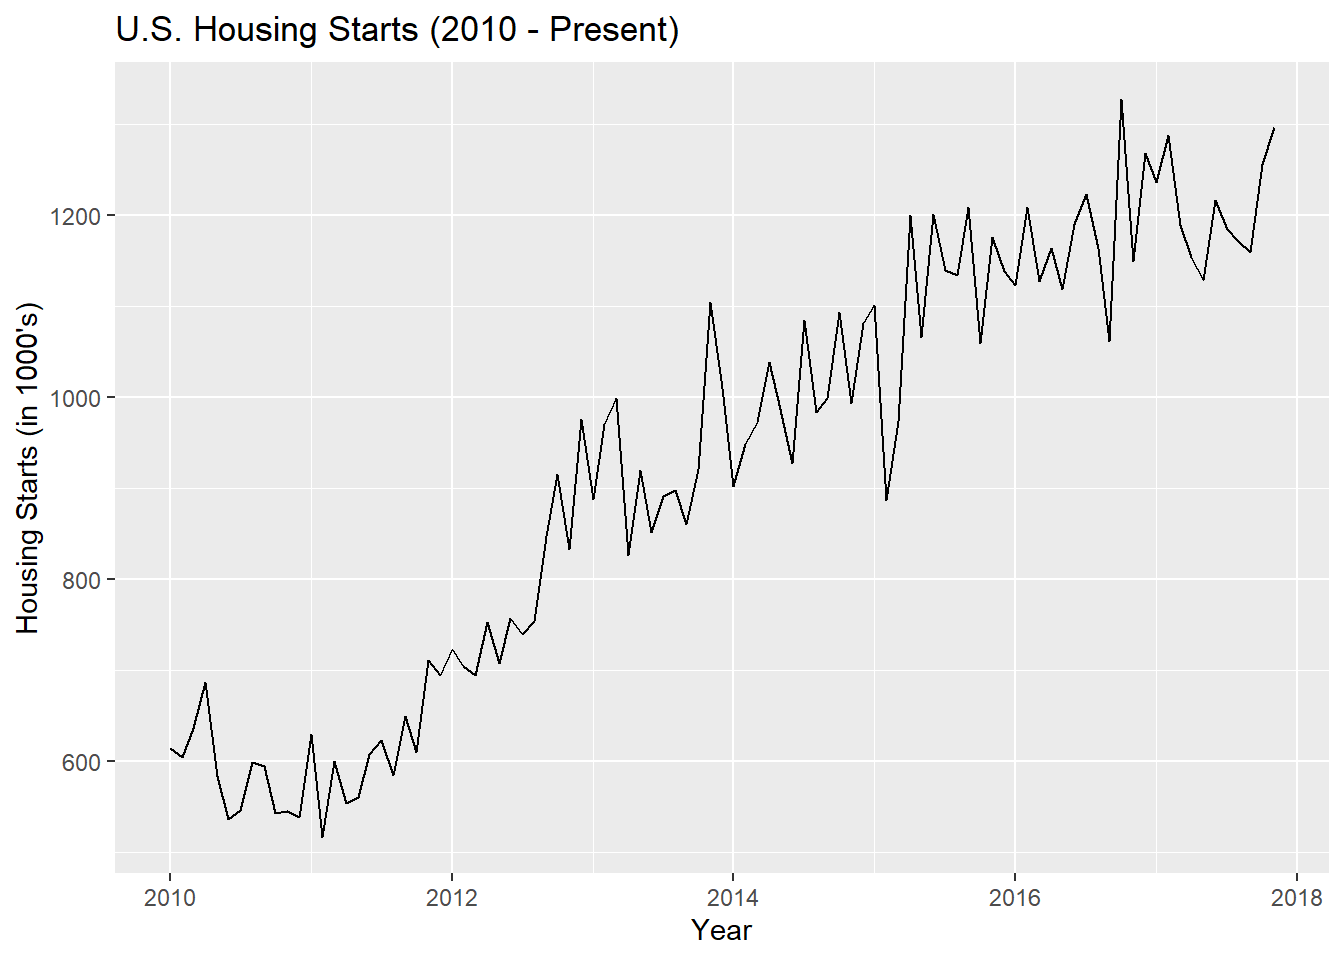 U.S. Housing Starts (2010 - Present)
Housing Starts (in 1000's)
1200
1000
800
600
2010 2012 2014 2016 2018
Year